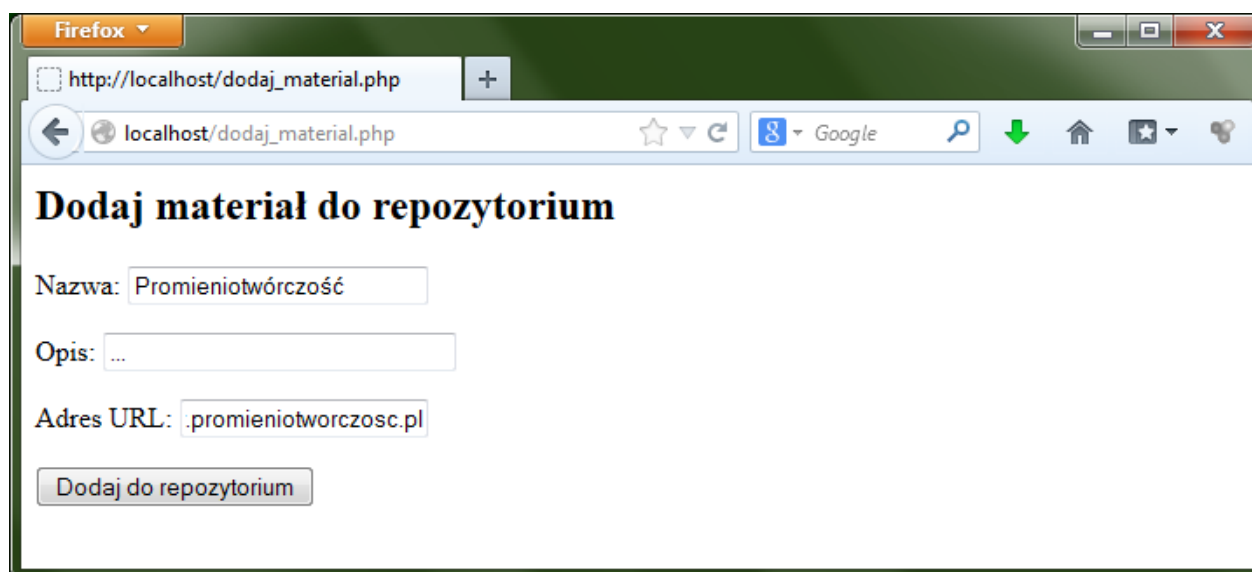 Firefox
http://localhost/dodaj_material.php
localhost/dodaj_material.php
8 Google
Dodaj materiał do repozytorium
Nazwa: Promieniotwórczość
Opis: ...
Adres URL: .promieniotworczosc.pl
Dodaj do repozytorium